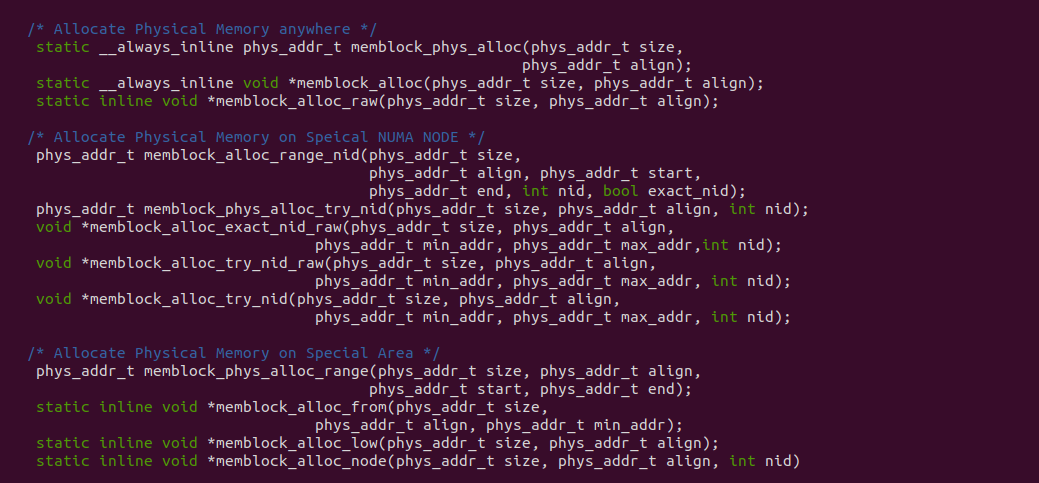 /* Allocate Physical Memory anywhere */
static __always_inline phys_addr_t memblock_phys_alloc(phys_addr_t size,
phys_addr_t align);
static __always_inline void *memblock_alloc(phys_addr_t size, phys_addr_t align);
static inline void *memblock_alloc_raw(phys_addr_t size, phys_addr_t align);
/* Allocate Physical Memory on Speical NUMA NODE */
phys_addr_t memblock_alloc_range_nid(phys_addr_t size,
phys_addr_t align, phys_addr_t start,
phys_addr_t end, int nid, bool exact_nid);
phys_addr_t memblock_phys_alloc_try_nid(phys_addr_t size, phys_addr_t align, int nid);
void *memblock_alloc_exact_nid_raw(phys_addr_t size, phys_addr_t align,
phys_addr_t min_addr, phys_addr_t max_addr,int nid);
void *memblock_alloc_try_nid_raw(phys_addr_t size, phys_addr_t align,
phys_addr_t min_addr, phys_addr_t max_addr, int nid);
void *memblock_alloc_try_nid(phys_addr_t size, phys_addr_t align,
phys_addr_t min_addr, phys_addr_t max_addr, int nid);
/* Allocate Physical Memory on Special Area */
phys_addr_t memblock_phys_alloc_range(phys_addr_t size, phys_addr_t align,
phys_addr_t start, phys_addr_t end);
static inline void *memblock_alloc_from(phys_addr_t size,
phys_addr_t align, phys_addr_t min_addr);
static inline void *memblock_alloc_low(phys_addr_t size, phys_addr_t align);
static inline void *memblock_alloc_node(phys_addr_t size, phys_addr_t align, int nid)